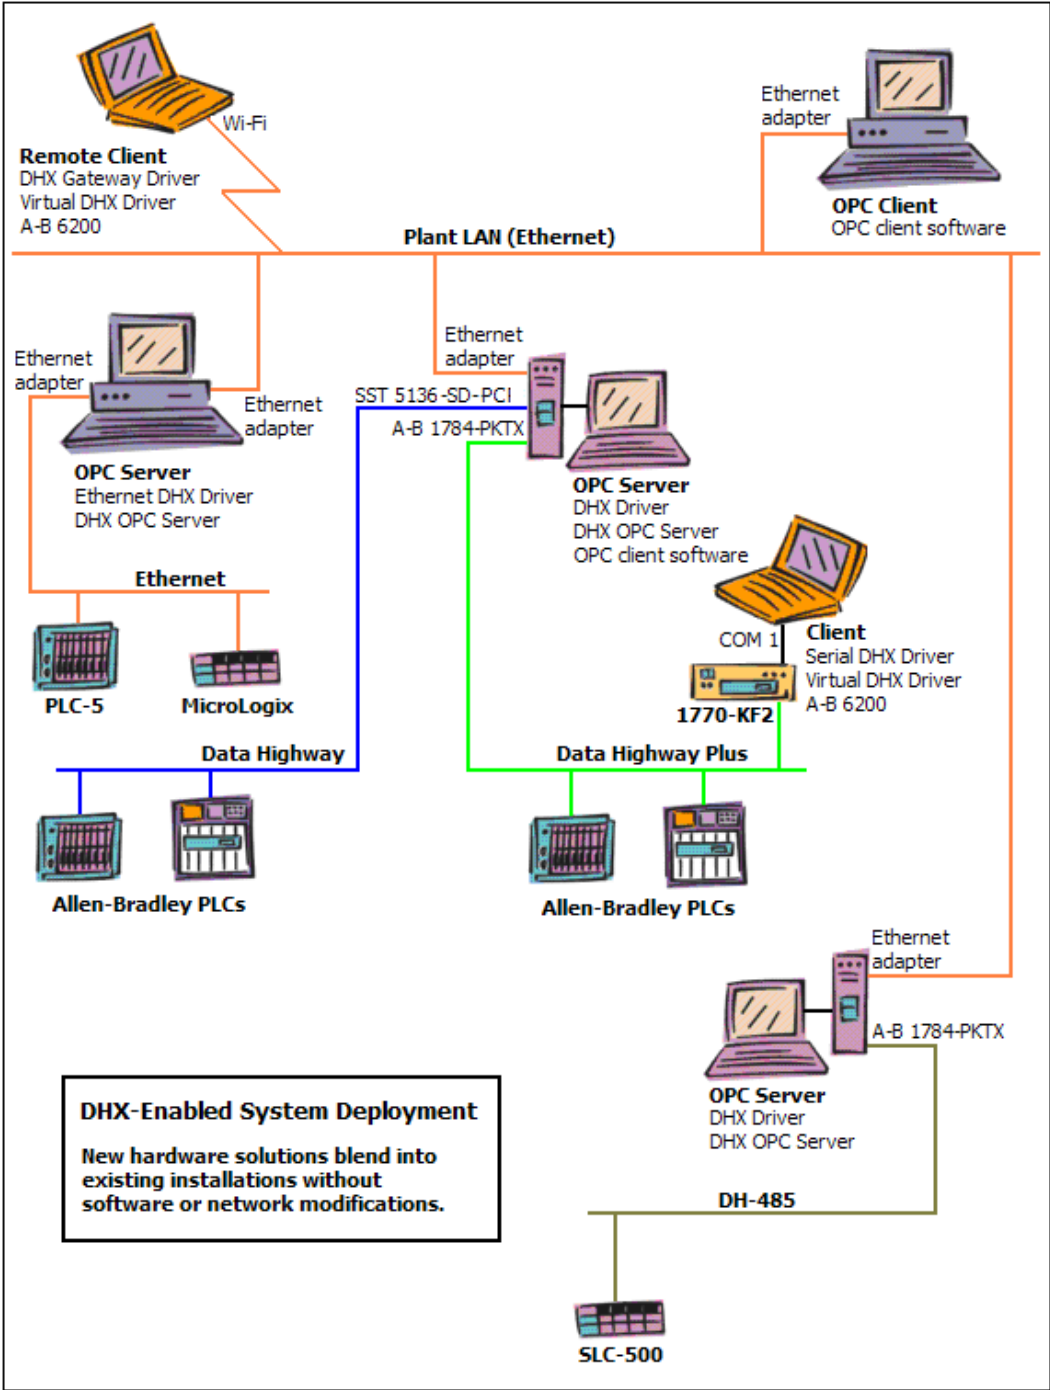 Wi-Fi
Remote Client
DHX Gateway Driver
Virtual DHX Driver
A-B 6200
Ethernet
adapter
OPC Client
OPC client software
Plant LAN (Ethernet)
Ethernet
adapter
Ethernet
adapter
OPC Server
Ethernet DHX Driver
DHX OPC Server
Ethernet
adapter
SST 5136-SD-PCI
A-B 1784-PKTX
OPC Server
DHX Driver
DHX OPC Server
OPC client software
Ethernet
PLC-5
MicroLogix
COM 1
Client
Serial DHX Driver
Virtual DHX Driver
A-B 6200
1770-KF2
Data Highway
Allen-Bradley PLCs
Data Highway Plus
Allen-Bradley PLCs
Ethernet
adapter
A-B 1784-PKTX
OPC Server
DHX Driver
DHX OPC Server
DHX-Enabled System Deployment
New hardware solutions blend into
existing installations without
software or network modifications.
DH-485
SLC-500